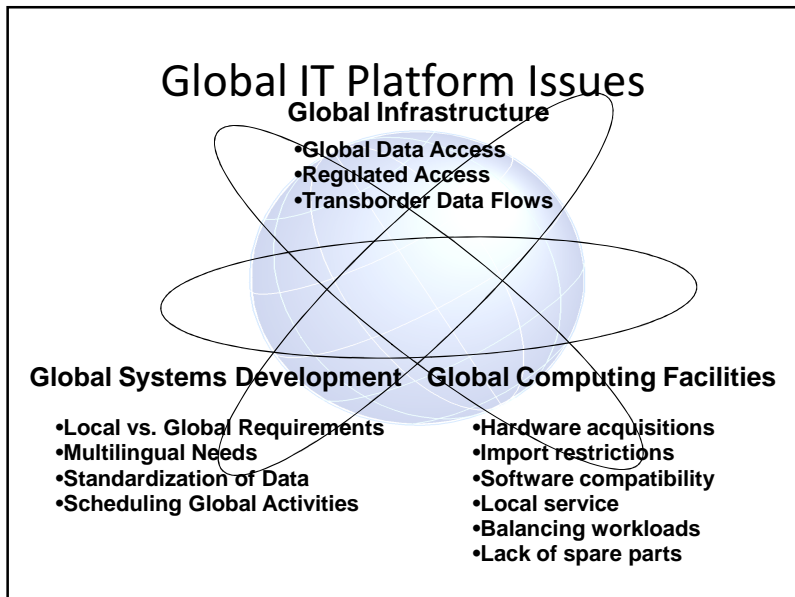 Global IT Platform Issues
Global Infrastructure
•Global Data Access
•Regulated Access
•Transborder Data Flows
Global Systems Development
•Local vs. Global Requirements
•Multilingual Needs
•Standardization of Data
•Scheduling Global Activities
Global Computing Facilities
•Hardware acquisitions
•Import restrictions
•Software compatibility
•Local service
•Balancing workloads
•Lack of spare parts